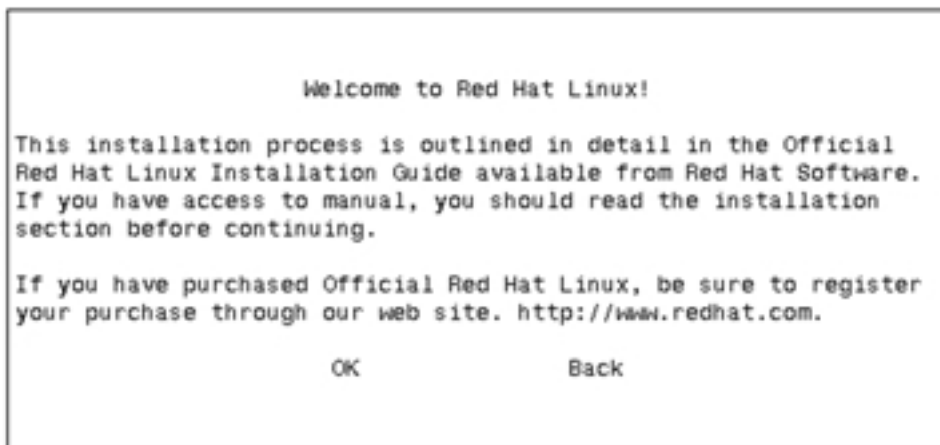 Welcome to Red Hat Linux!
This installation process is outlined in detail in the Official
Red Hat Linux Installation Guide available from Red Hat Software.
If you have access to manual, you should read the installation
section before continuing.
If you have purchased Official Red Hat Linux, be sure to register
your purchase through our web site. http://www.redhat.com.
OK Back